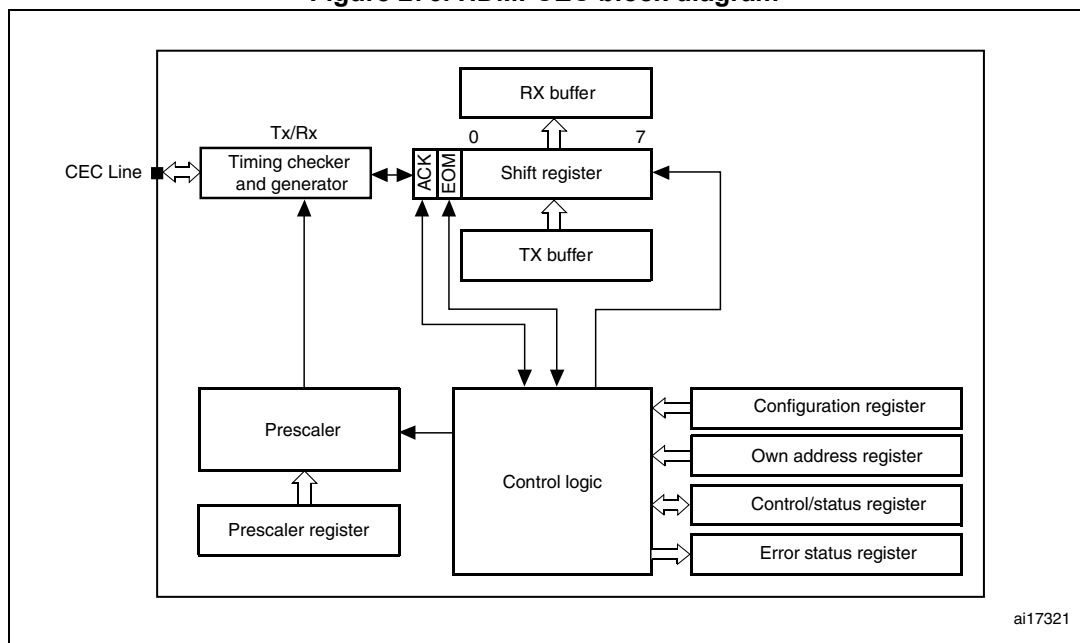 Figure HDMI-CEC block diagram
RX buffer
Tx/Rx
0 7
CEC Line
Timing checker
and generator
ACK
EOM
Shift register
TX buffer
Prescaler
Prescaler register
Control logic
Configuration register
Own address register
Control/status register
Error status register
ai17321